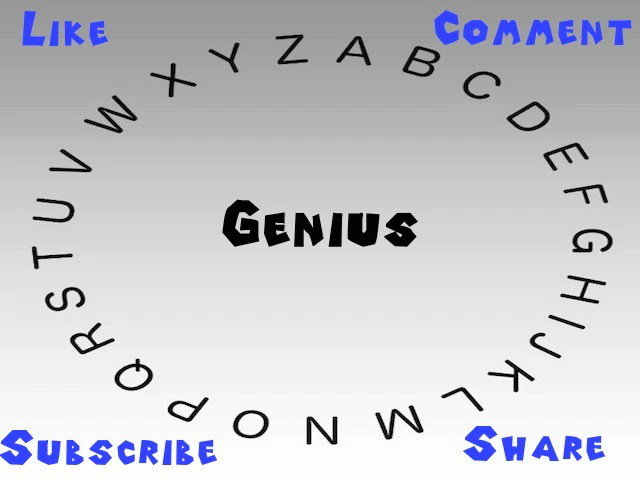 Like
Comment
A B C D E F G H I J K L M N O P Q R S T U V W X Y Z
Genius
Subscribe
Share